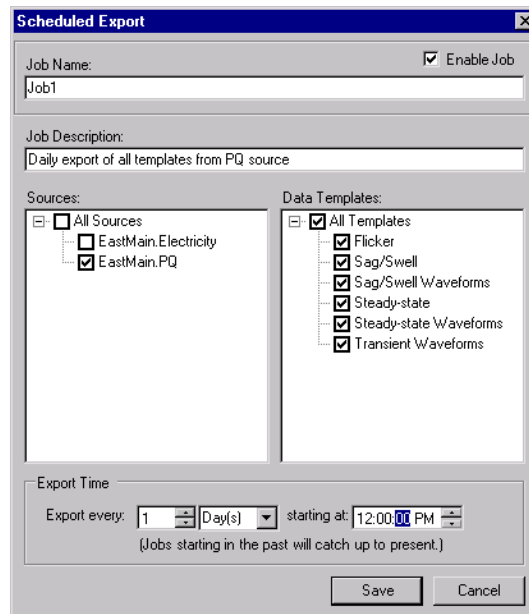 Scheduled Export
Enable Job
Job Name:
Job1
Job Description:
Daily export of all templates from PQ source
Sources:
All Sources
EastMain.Electricity
EastMain.PQ
Data Templates:
All Templates
Flicker
Sag/Swell
Sag/Swell Waveforms
Steady-state
Steady-state Waveforms
Transient Waveforms
Export Time
Export every: 1 Day(s) starting at: 12:00:00 PM
(Jobs starting in the past will catch up to present.)
Save Cancel